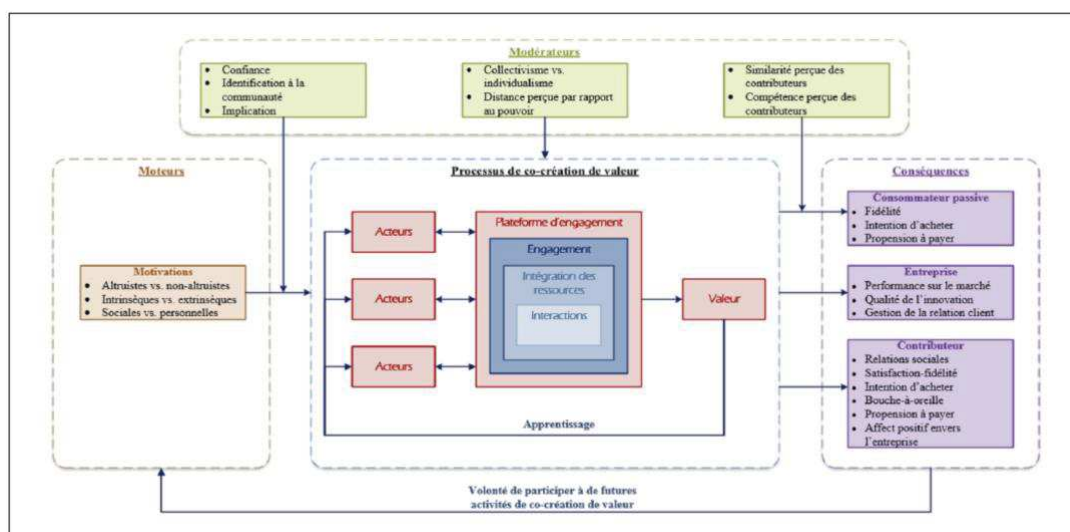 Modérateurs
• Confiance
• Identification à la
communauté
• Implication
• Collectivisme vs.
individualisme
• Distance perçue par rapport
au pouvoir
• Similarité perçue des
contributeurs
• Compétence perçue des
contributeurs
Moteurs
Motivations
• Altruistes vs. non-altruistes
• Intrinsèques vs. extrinsèques
• Sociales vs. personnelles
Processus de co-création de valeur
Acteurs
Acteurs
Acteurs
Plateforme d'engagement
Engagement
Intégration des
ressources
Interactions
Valeur
Apprentissage
Conséquences
Consommateur passive
• Fidélité
• Intention d'acheter
• Propension à payer
Entreprise
• Performance sur le marché
• Qualité de l'innovation
• Gestion de la relation client
Contributeur
• Relations sociales
• Satisfaction-fidélité
• Intention d'acheter
• Bouche-à-oreille
• Propension à payer
• Affect positif envers
l'entreprise
Volonté de participer à de futures
activités de co-création de valeur